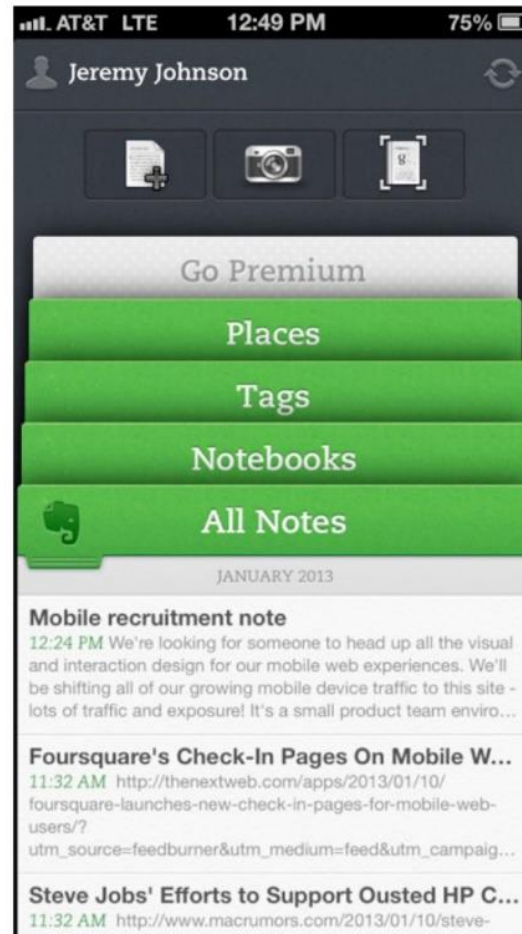 AT&T LTE 12:49 PM 75%
Jeremy Johnson
Go Premium
Places
Tags
Notebooks
All Notes
JANUARY 2013
Mobile recruitment note
12:24 PM We're looking for someone to head up all the visual
and interaction design for our mobile web experiences. We'll
be shifting all of our growing mobile device traffic to this site -
lots of traffic and exposure! It's a small product team enviro...
Foursquare's Check-In Pages On Mobile W...
11:32 AM http://thenextweb.com/apps/2013/01/10/
foursquare-launches-new-check-in-pages-for-mobile-web-
users/?
utm_source=feedburner&utm_medium=feed&utm_campaig...
Steve Jobs' Efforts to Support Ousted HP C...
11:32 AM http://www.macrumors.com/2013/01/10/steve-